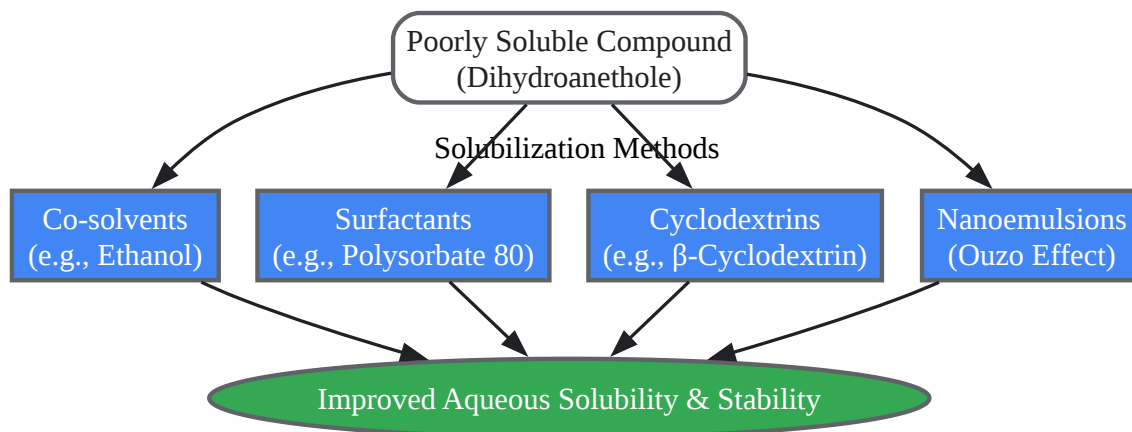 Poorly Soluble Compound
(Dihydroanethole)
Solubilization Methods
Co-solvents
(e.g., Ethanol)
Surfactants
(e.g., Polysorbate 80)
Cyclodextrins
(e.g., β-Cyclodextrin)
Nanoemulsions
(Ouzo Effect)
Improved Aqueous Solubility & Stability